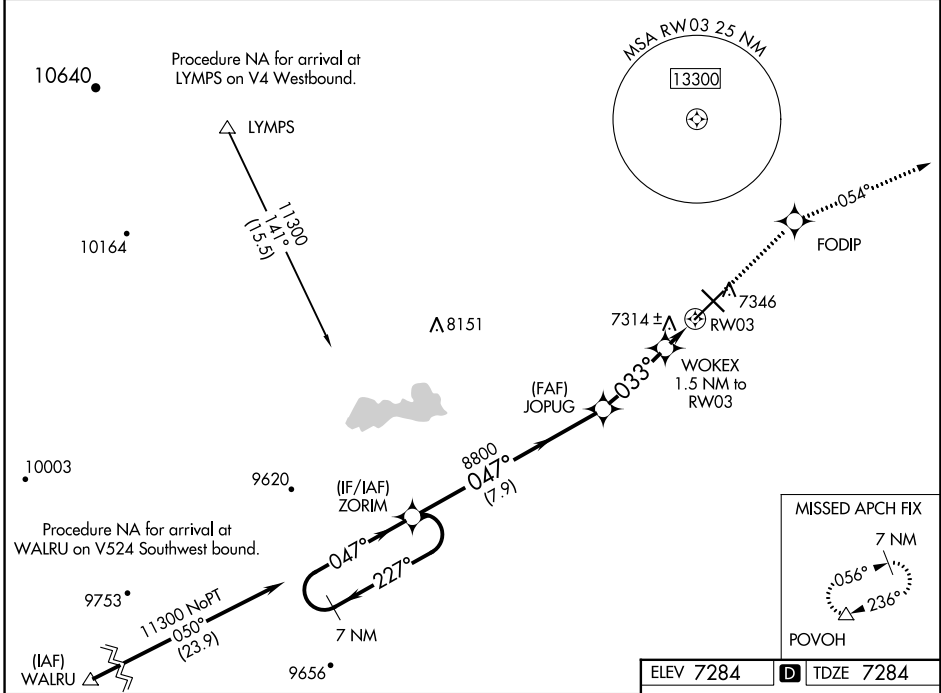 Procedure NA for arrival at
LYMPS on V4 Westbound.
MSA RW03 25 NM
13300
10640
LYMPS
11300
141°
(15.5)
10164
054°
FODIP
8151
7314 ±
7346
RW03
WOKEX
1.5 NM to
RW03
033°
(FAF)
JOPUG
8800
047°
(7.9)
10003
9620
(IF/IAF)
ZORIM
Procedure NA for arrival at
WALRU on V524 Southwest bound.
047°
227°
7 NM
9753
11300 NoPT
050°
(23.9)
(IAF)
WALRU
9656
MISSED APCH FIX
7 NM
056°
236°
POVOH
ELEV 7284 D TDZE 7284